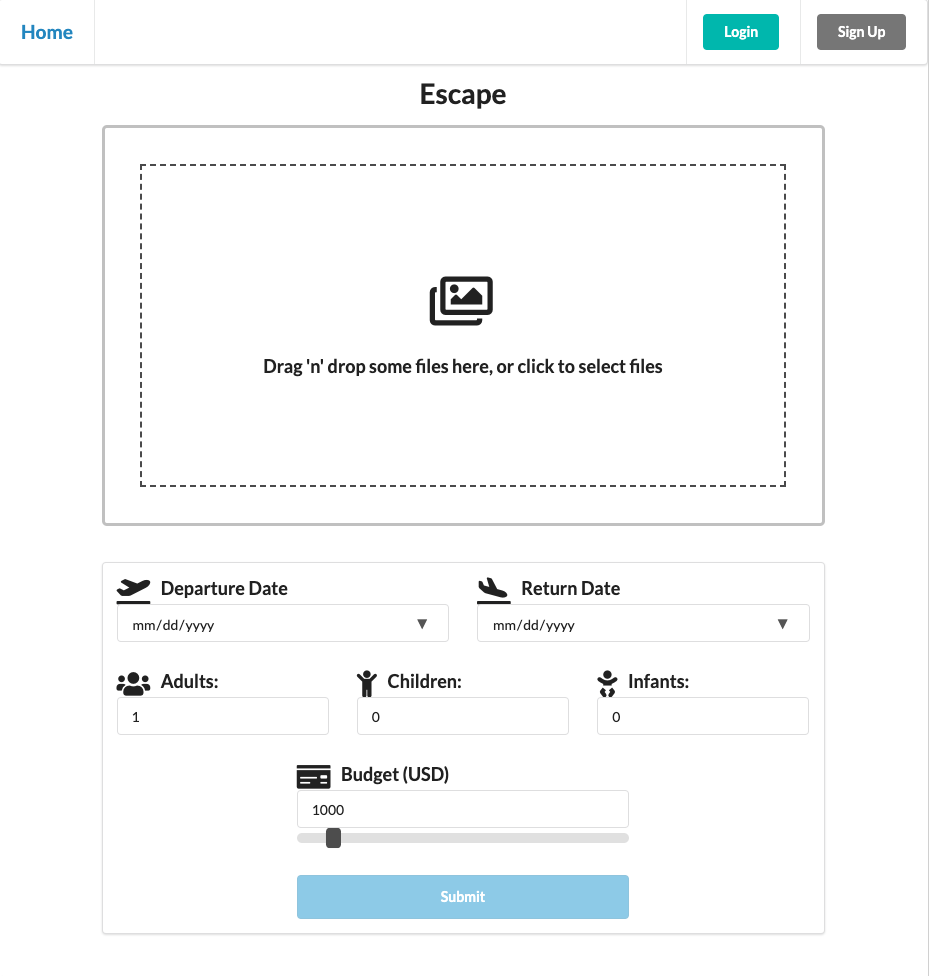 Home
Login
Sign Up
Escape
Drag 'n' drop some files here, or click to select files
Departure Date
Return Date
mm/dd/yyyy
mm/dd/yyyy
Adults:
Children:
Infants:
1
0
0
Budget (USD)
1000
Submit